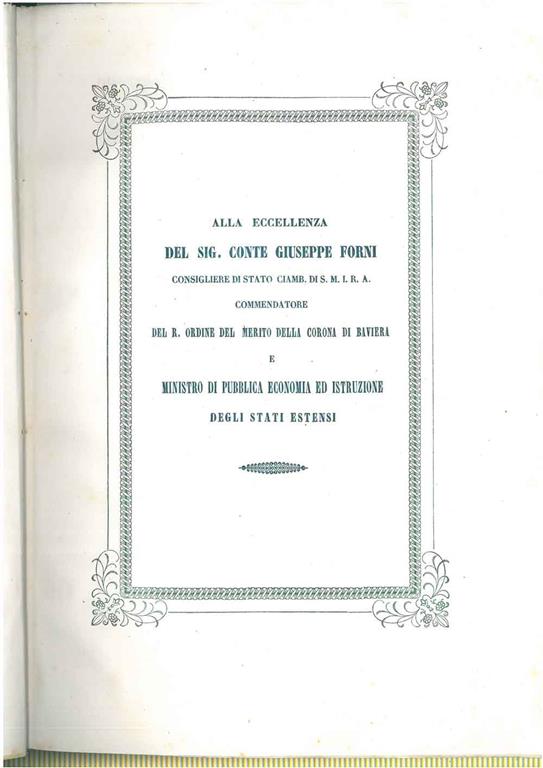 ALLA ECCELLENZA
DEL SIG. CONTE GIUSEPPE FORNI
CONSIGLIERE DI STATO CIAMB. DI S. M. I. R. A.
COMMENDATORE
DEL R. ORDINE DEL MERITO DELLA CORONA DI BAVIERA
E
MINISTRO DI PUBBLICA ECONOMIA ED ISTRUZIONE
DEGLI STATI ESTENSI